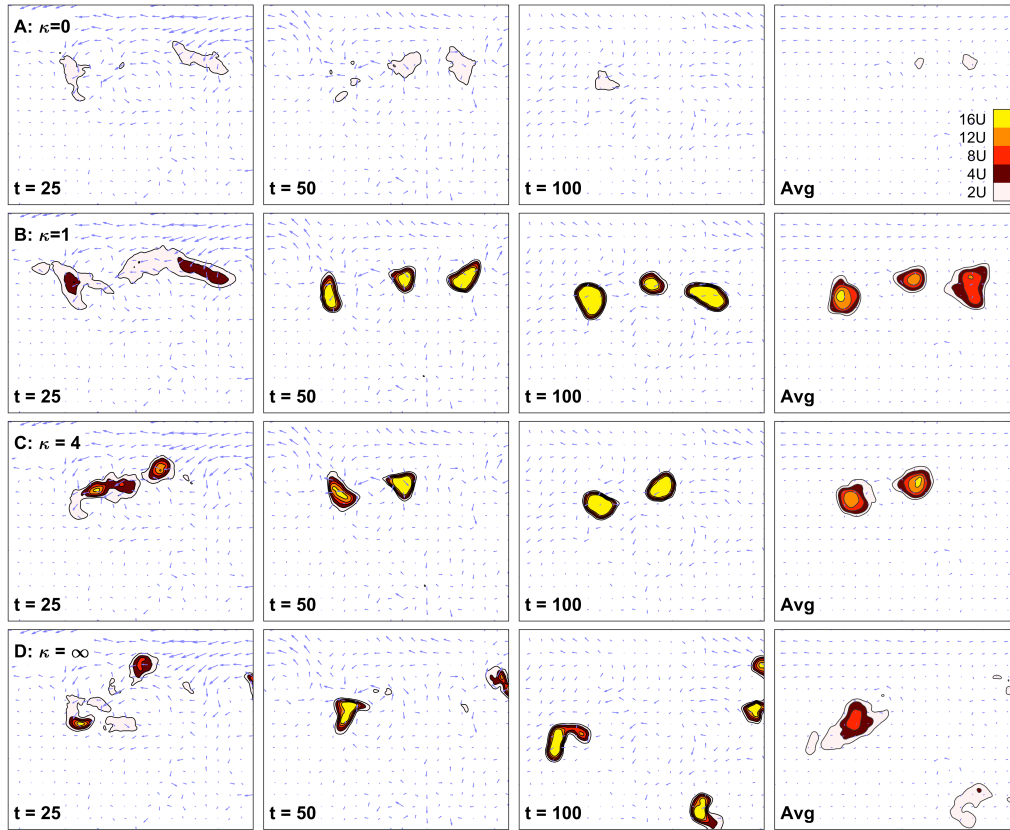 A: κ=0
t = 25
t = 50
t = 100
Avg
16U
12U
8U
4U
2U
B: κ=1
t = 25
t = 50
t = 100
Avg
C: κ = 4
t = 25
t = 50
t = 100
Avg
D: κ = ∞
t = 25
t = 50
t = 100
Avg